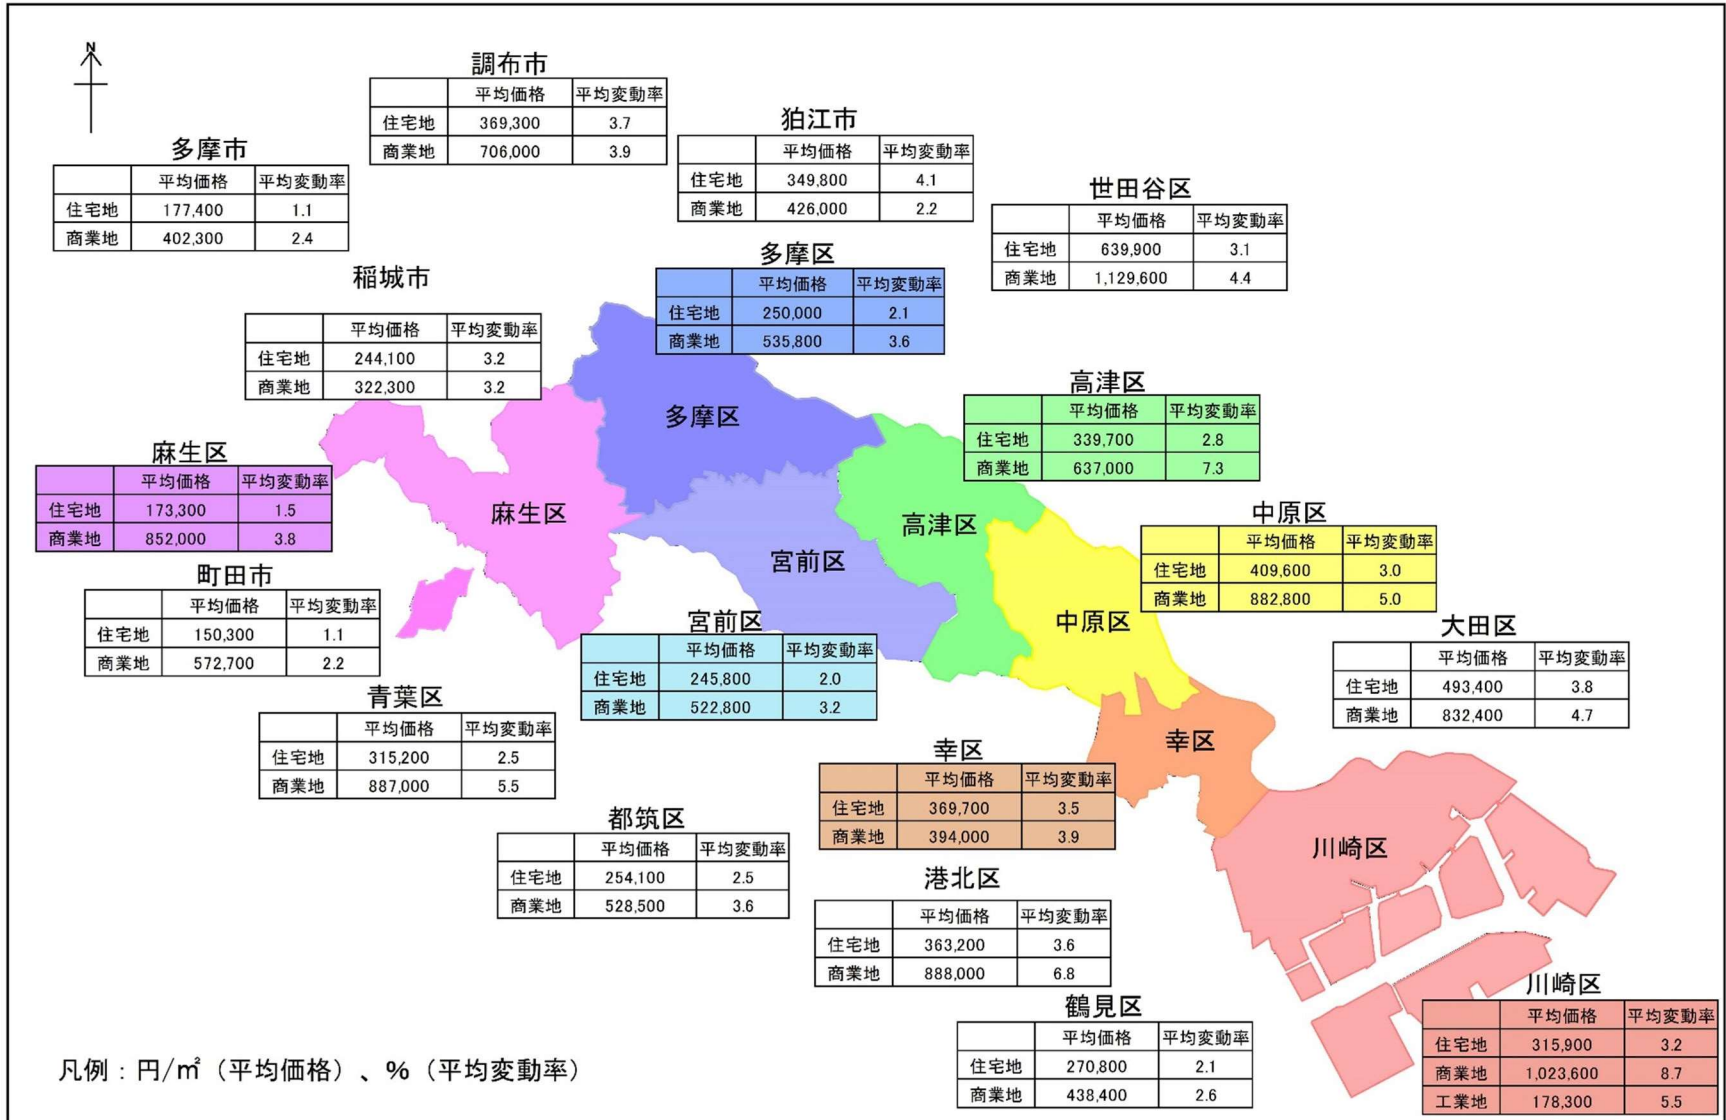 N
調布市
平均価格 平均変動率
住宅地 369,300 3.7
商業地 706,000 3.9
狛江市
平均価格 平均変動率
住宅地 349,800 4.1
商業地 426,000 2.2
多摩市
平均価格 平均変動率
住宅地 177,400 1.1
商業地 402,300 2.4
世田谷区
平均価格 平均変動率
住宅地 639,900 3.1
商業地 1,129,600 4.4
多摩区
平均価格 平均変動率
住宅地 250,000 2.1
商業地 535,800 3.6
稲城市
平均価格 平均変動率
住宅地 244,100 3.2
商業地 322,300 3.2
高津区
平均価格 平均変動率
住宅地 339,700 2.8
商業地 637,000 7.3
多摩区
麻生区
平均価格 平均変動率
住宅地 173,300 1.5
商業地 852,000 3.8
麻生区
宮前区
高津区
中原区
平均価格 平均変動率
住宅地 409,600 3.0
商業地 882,800 5.0
町田市
平均価格 平均変動率
住宅地 150,300 1.1
商業地 572,700 2.2
宮前区
平均価格 平均変動率
住宅地 245,800 2.0
商業地 522,800 3.2
中原区
大田区
平均価格 平均変動率
住宅地 493,400 3.8
商業地 832,400 4.7
青葉区
平均価格 平均変動率
住宅地 315,200 2.5
商業地 887,000 5.5
幸区
平均価格 平均変動率
住宅地 369,700 3.5
商業地 394,000 3.9
幸区
都筑区
平均価格 平均変動率
住宅地 254,100 2.5
商業地 528,500 3.6
川崎区
港北区
平均価格 平均変動率
住宅地 363,200 3.6
商業地 888,000 6.8
鶴見区
平均価格 平均変動率
住宅地 270,800 2.1
商業地 438,400 2.6
川崎区
平均価格 平均変動率
住宅地 315,900 3.2
商業地 1,023,600 8.7
工業地 178,300 5.5
凡例：円/㎡（平均価格）、%（平均変動率）